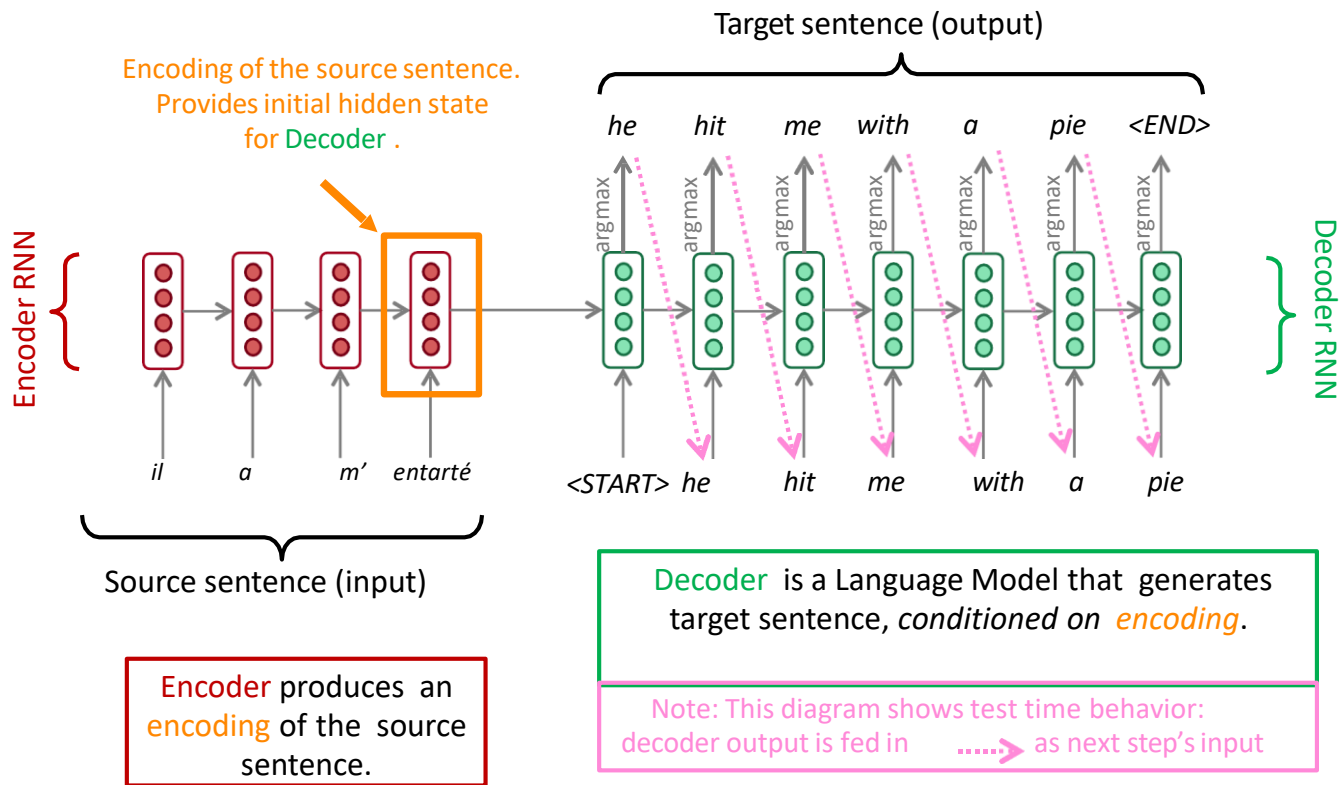 Target sentence (output)
Encoding of the source sentence.
Provides initial hidden state
for Decoder .
he hit me with a pie <END>
argmax argmax argmax argmax argmax argmax argmax
Encoder RNN
Decoder RNN
il a m’ entarté
<START> he hit me with a pie
Source sentence (input)
Decoder is a Language Model that generates
target sentence, conditioned on encoding.
Encoder produces an
encoding of the source
sentence.
Note: This diagram shows test time behavior:
decoder output is fed in as next step’s input